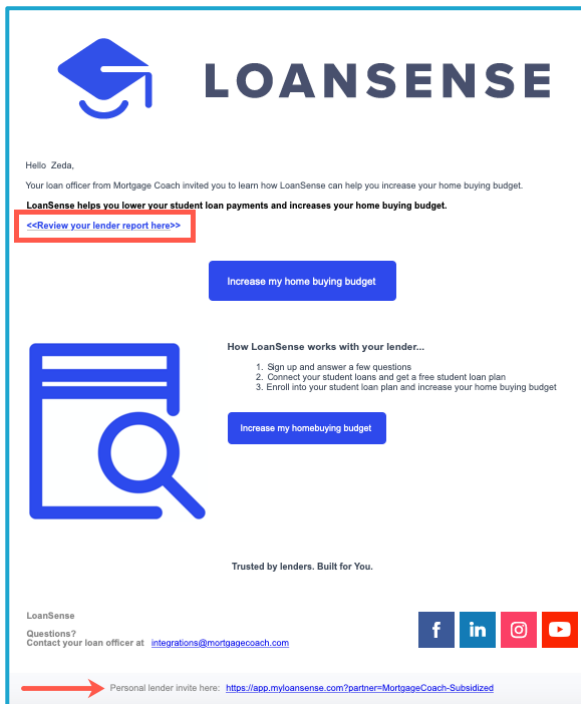 LOANSENSE
Hello  Zeda,
Your loan officer from Mortgage Coach invited you to learn how LoanSense can help you increase your home buying budget.
LoanSense helps you lower your student loan payments and increases your home buying budget.
<<Review your lender report here>>
Increase my home buying budget
How LoanSense works with your lender...
1. Sign up and answer a few questions
2. Connect your student loans and get a free student loan plan
3. Enroll into your student loan plan and increase your home buying budget
Increase my homebuying budget
Trusted by lenders. Built for You.
LoanSense
Questions?
Contact your loan officer at  integrations@mortgagecoach.com
f in
Personal lender invite here:  https://app.myloansense.com?partner=MortgageCoach-Subsidized